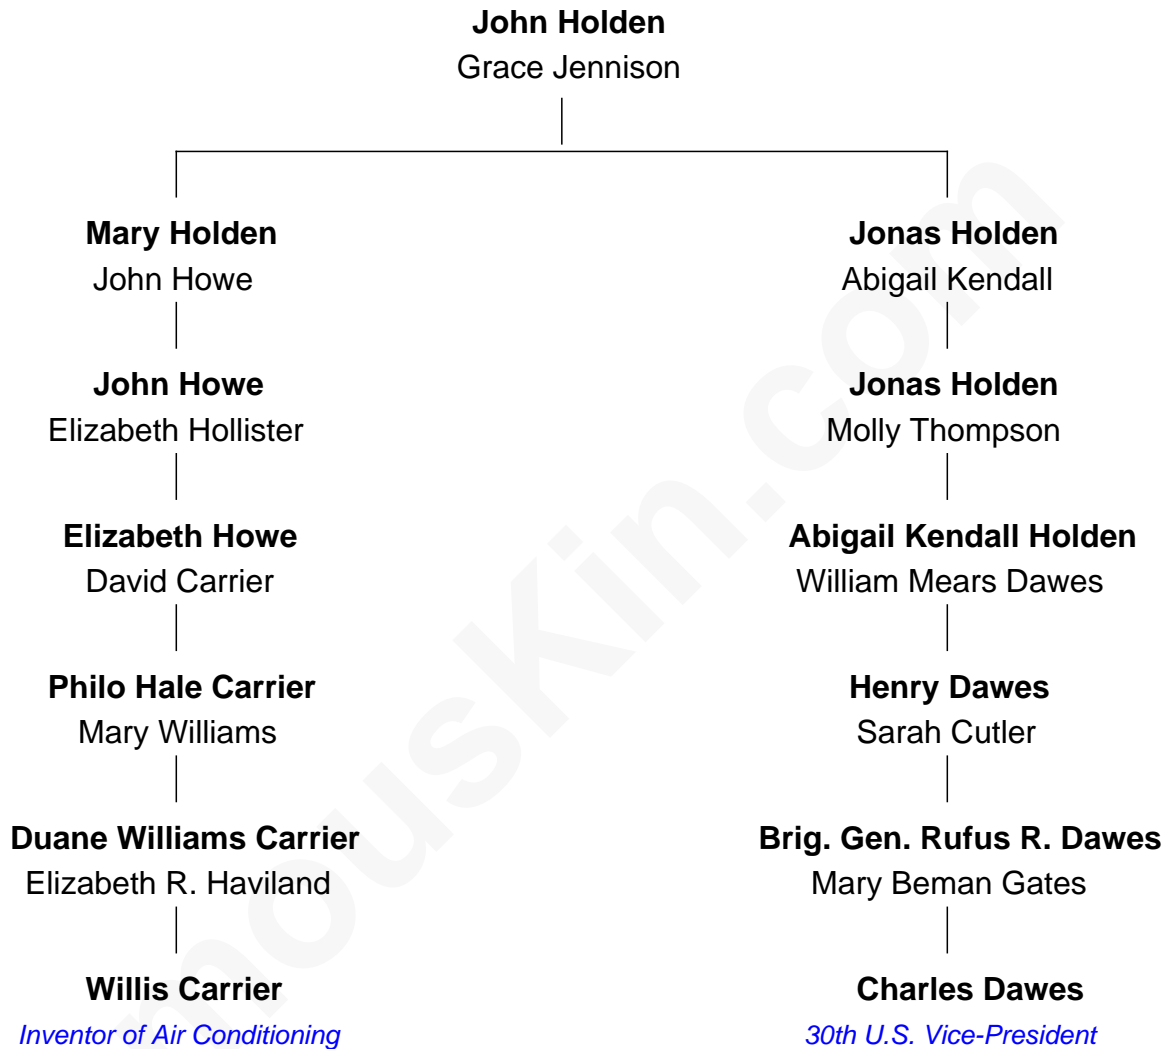 John Holden
Grace Jennison
Mary Holden
John Howe
Jonas Holden
Abigail Kendall
John Howe
Elizabeth Hollister
Jonas Holden
Molly Thompson
Elizabeth Howe
David Carrier
Abigail Kendall Holden
William Mears Dawes
Philo Hale Carrier
Mary Williams
Henry Dawes
Sarah Cutler
Duane Williams Carrier
Elizabeth R. Haviland
Brig. Gen. Rufus R. Dawes
Mary Beman Gates
Willis Carrier
Inventor of Air Conditioning
Charles Dawes
30th U.S. Vice-President
mousKin.com